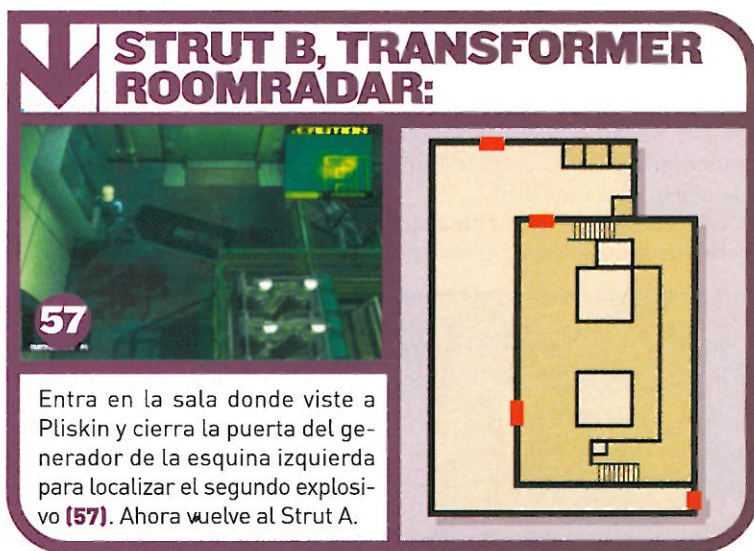 STRUT B, TRANSFORMER
ROOMRADAR:
CAUTION
57
Entra en la sala donde viste a
Pliskin y cierra la puerta del ge-
nerador de la esquina izquierda
para localizar el segundo explosi-
vo (57). Ahora vuelve al Strut A.